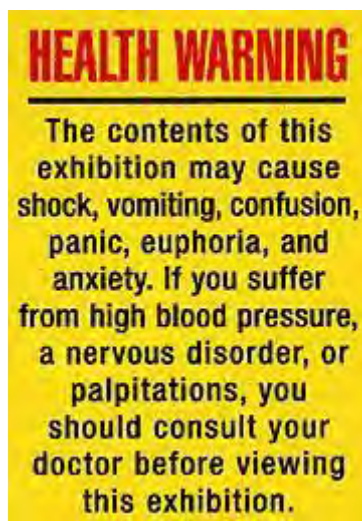 HEALTH WARNING
The contents of this
exhibition may cause
shock, vomiting, confusion,
panic, euphoria, and
anxiety. If you suffer
from high blood pressure,
a nervous disorder, or
palpitations, you
should consult your
doctor before viewing
this exhibition.